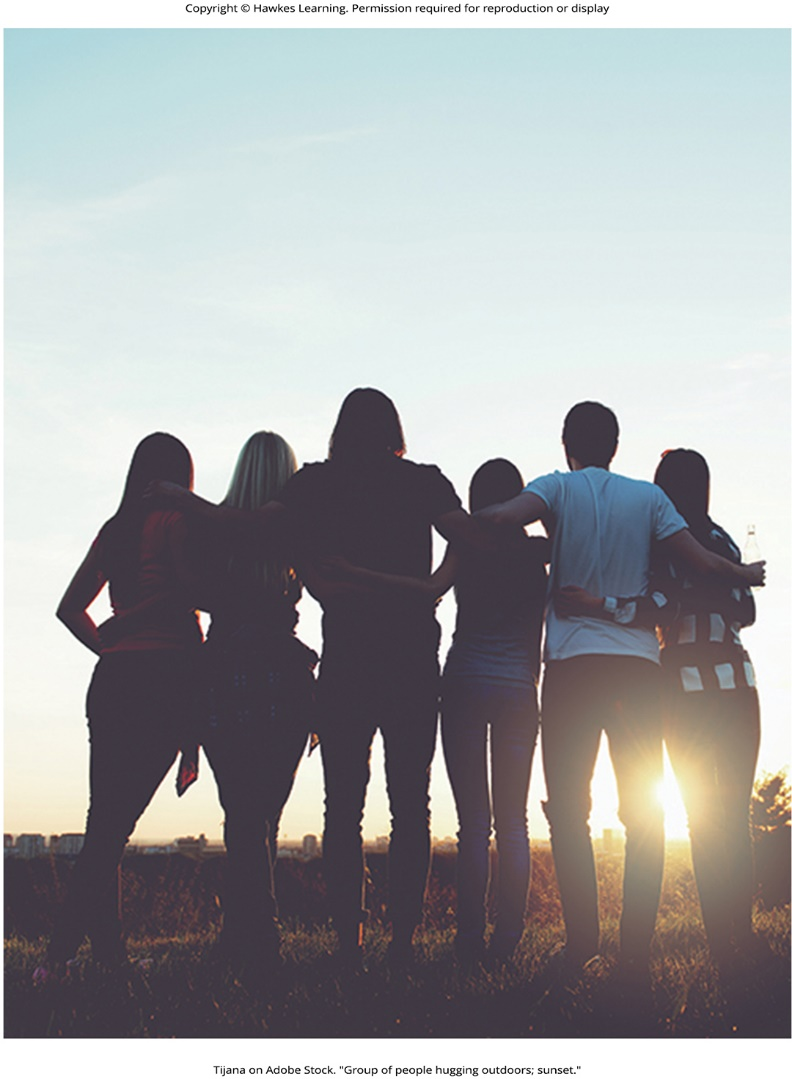 Copyright © Hawkes Learning. Permission required for reproduction or display
Tijana on Adobe Stock. "Group of people hugging outdoors; sunset."